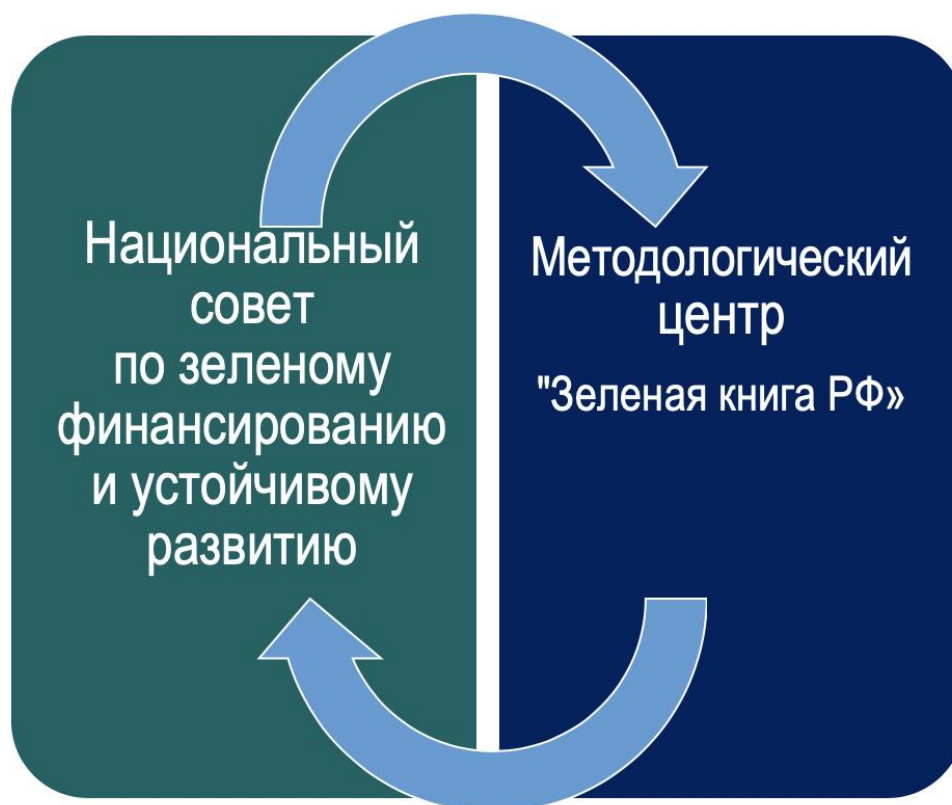 Национальный
совет
по зеленому
финансированию
и устойчивому
развитию
Методологический
центр
"Зеленая книга РФ»